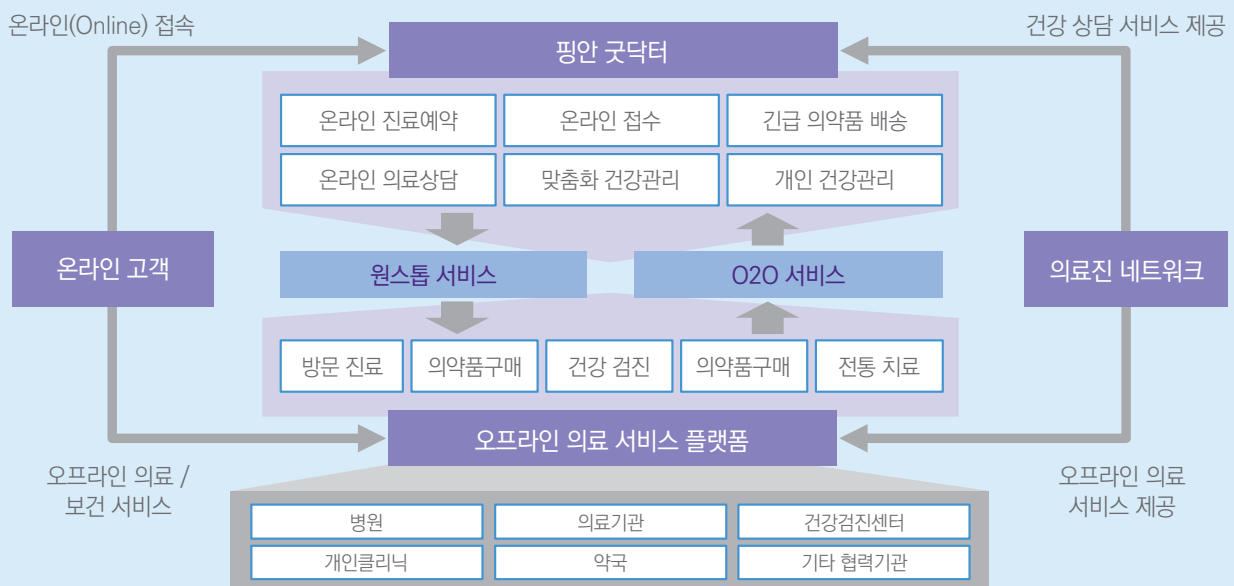 온라인(Online) 접속
건강 상담 서비스 제공
핑안 굿닥터
온라인 진료예약
온라인 접수
긴급 의약품 배송
온라인 의료상담
맞춤화 건강관리
개인 건강관리
온라인 고객
원스톱 서비스
O2O 서비스
의료진 네트워크
방문 진료
의약품구매
건강 검진
의약품구매
전통 치료
오프라인 의료 서비스 플랫폼
오프라인 의료 /
보건 서비스
오프라인 의료
서비스 제공
병원
의료기관
건강검진센터
개인클리닉
약국
기타 협력기관